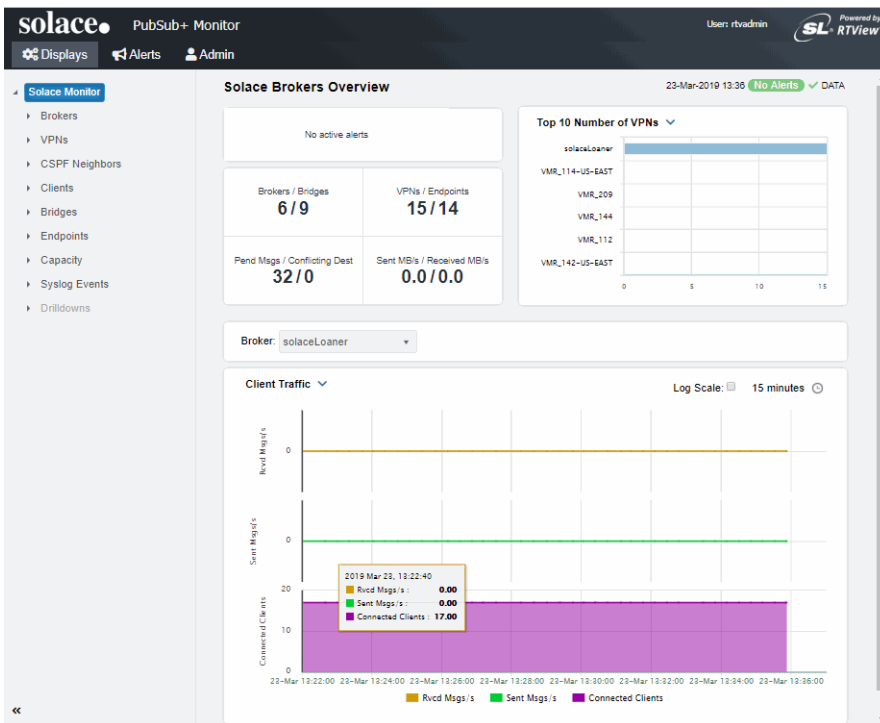 solace. PubSub+ Monitor
User: rtvadmin
SL Powered by
RTView
Displays Alerts Admin
Solace Monitor
Brokers
VPNs
CSPF Neighbors
Clients
Bridges
Endpoints
Capacity
Syslog Events
Drilldowns
«
Solace Brokers Overview
23-Mar-2019 13:36 No Alerts DATA
No active alerts
Brokers / Bridges
6/9
VPNs / Endpoints
15/14
Pend Msgs / Conflicting Dest
32/0
Sent MB/s / Received MB/s
0.0/0.0
Top 10 Number of VPNs
solaceLoaner
VMR_114-US-EAST
VMR_209
VMR_144
VMR_112
VMR_142-US-EAST
0 5 10 15
Broker: solaceLoaner
Client Traffic
Log Scale: 15 minutes
Rcvd Msgs/s
0
Sent Msgs/s
0
Connected Clients
20
10
0
2019 Mar 23, 13:22:40
Rvcd Msgs/s : 0.00
Sent Msgs/s : 0.00
Connected Clients : 17.00
23-Mar 13:22:00 23-Mar 13:24:00 23-Mar 13:26:00 23-Mar 13:28:00 23-Mar 13:30:00 23-Mar 13:32:00 23-Mar 13:34:00 23-Mar 13:36:00
Rvcd Msgs/s Sent Msgs/s Connected Clients